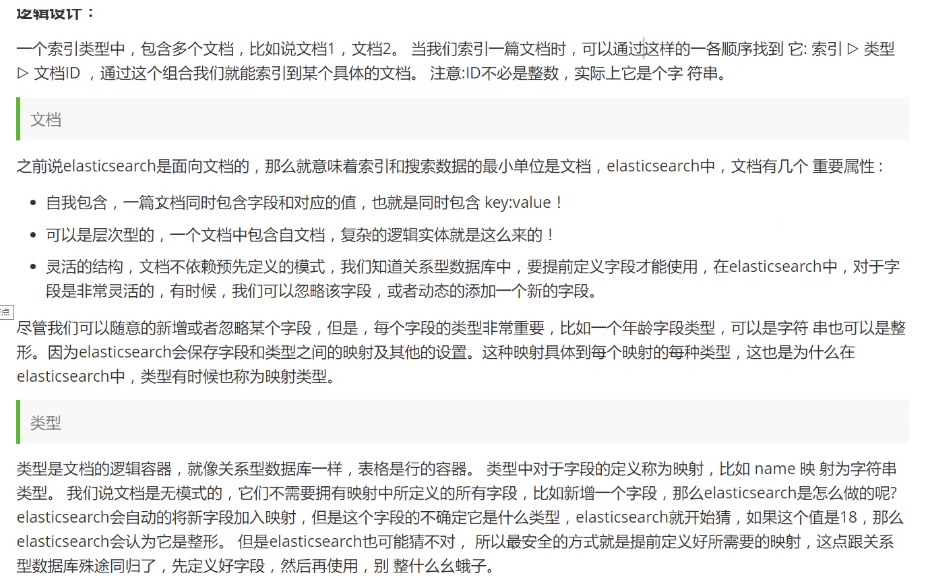 逻辑设计：
一个索引类型中，包含多个文档，比如说文档1，文档2。 当我们索引一篇文档时，可以通过这样的一各顺序找到 它: 索引 ▷ 类型
▷ 文档ID ，通过这个组合我们就能索引到某个具体的文档。 注意:ID不必是整数，实际上它是个字 符串。
文档
之前说elasticsearch是面向文档的，那么就意味着索引和搜索数据的最小单位是文档，elasticsearch中，文档有几个 重要属性 :
• 自我包含，一篇文档同时包含字段和对应的值，也就是同时包含 key:value！
• 可以是层次型的，一个文档中包含自文档，复杂的逻辑实体就是这么来的！
• 灵活的结构，文档不依赖预先定义的模式，我们知道关系型数据库中，要提前定义字段才能使用，在elasticsearch中，对于字
段是非常灵活的，有时候，我们可以忽略该字段，或者动态的添加一个新的字段。
点
尽管我们可以随意的新增或者忽略某个字段，但是，每个字段的类型非常重要，比如一个年龄字段类型，可以是字符 串也可以是整
形。因为elasticsearch会保存字段和类型之间的映射及其他的设置。这种映射具体到每个映射的每种类型，这也是为什么在
elasticsearch中，类型有时候也称为映射类型。
类型
类型是文档的逻辑容器，就像关系型数据库一样，表格是行的容器。 类型中对于字段的定义称为映射，比如 name 映 射为字符串
类型。 我们说文档是无模式的，它们不需要拥有映射中所定义的所有字段，比如新增一个字段，那么elasticsearch是怎么做的呢?
elasticsearch会自动的将新字段加入映射，但是这个字段的不确定它是什么类型，elasticsearch就开始猜，如果这个值是18，那么
elasticsearch会认为它是整形。 但是elasticsearch也可能猜不对， 所以最安全的方式就是提前定义好所需要的映射，这点跟关系
型数据库殊途同归了，先定义好字段，然后再使用，别 整什么幺蛾子。